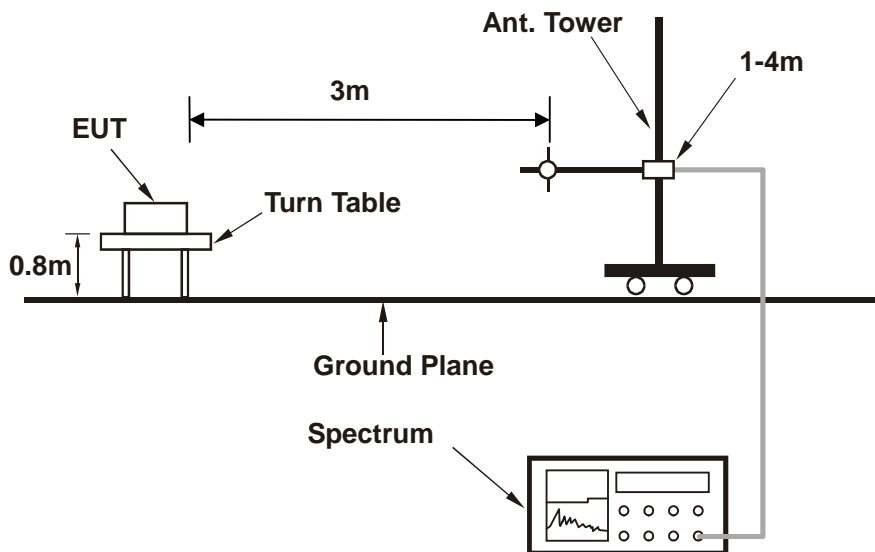 Ant. Tower
1-4m
3m
EUT
Turn Table
0.8m
Ground Plane
Spectrum